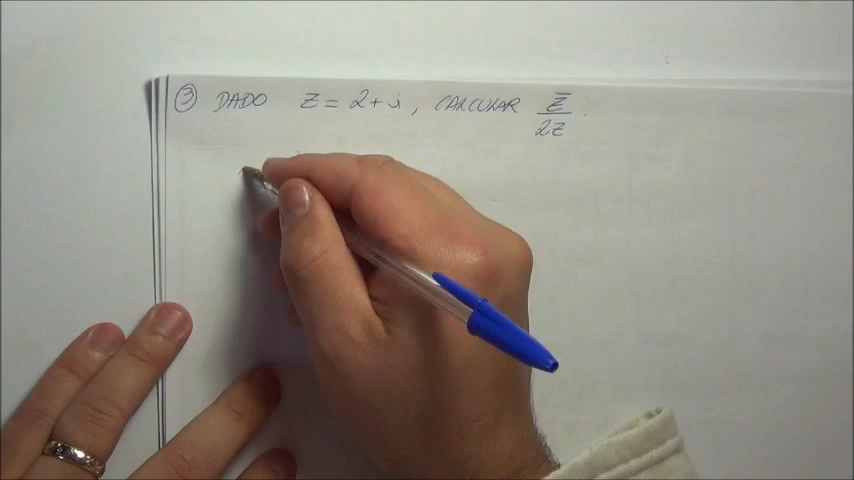 ③ DADO Z = 2 + i, CALCULAR z̅/2z.